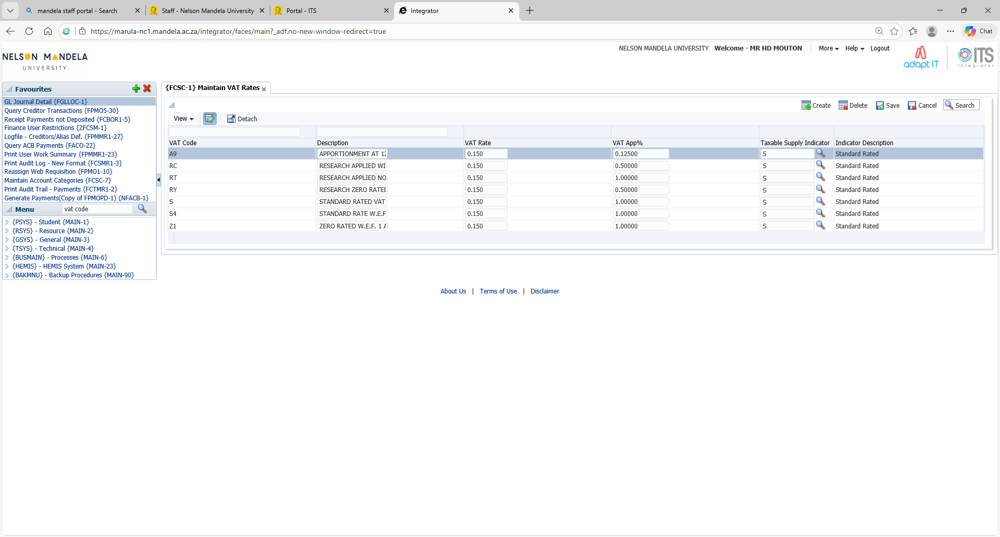 mandela staff portal - Search
Staff - Nelson Mandela University
Portal - ITS
Integrator
https://marula-nc1.mandela.ac.za/integrator/faces/main?_adf.no-new-window-redirect=true
Chat
NELSON MANDELA
UNIVERSITY
NELSON MANDELA UNIVERSITY Welcome - MR HD MOUTON
More Help Logout
adapt IT
ITS
integrator
Favourites
GL Journal Detail {FGLLOC-1}
Query Creditor Transactions {FPMO5-30}
Receipt Payments not Deposited {FCBOR1-5}
Finance User Restrictions {ZFCSM-1}
Logfile - Creditors/Alias Def. {FPMMR1-27}
Query ACB Payments {FACO-22}
Print User Work Summary {FPMMR1-23}
Print Audit Log - New Format {FCSMR1-3}
Reassign Web Requisition {FPMO1-10}
Maintain Account Categories {FCSC-7}
Print Audit Trail - Payments {FCTMR1-2}
Generate Payments(Copy of FPMOPD-1) {NFACB-1}
Menu vat code
{PSYS} - Student {MAIN-1}
{RSYS} - Resource {MAIN-2}
{GSYS} - General {MAIN-3}
{TSYS} - Technical {MAIN-4}
{BUSMAIN} - Processes {MAIN-6}
{HEMIS} - HEMIS System {MAIN-23}
{BAKMNU} - Backup Procedures {MAIN-90}
{FCSC-1} Maintain VAT Rates
Create Delete Save Cancel Search
View Detach
VAT Code Description VAT Rate VAT App% Taxable Supply Indicator Indicator Description
A9 APPORTIONMENT AT 12 0.150 0.12500 S Standard Rated
RC RESEARCH APPLIED WI 0.150 0.50000 S Standard Rated
RT RESEARCH APPLIED NO 0.150 1.00000 S Standard Rated
RY RESEARCH ZERO RATED 0.150 0.50000 S Standard Rated
S STANDARD RATED VAT 0.150 1.00000 S Standard Rated
S4 STANDARD RATE W.E.F 0.150 1.00000 S Standard Rated
Z1 ZERO RATED W.E.F. 1 A 0.150 1.00000 S Standard Rated
About Us | Terms of Use | Disclaimer